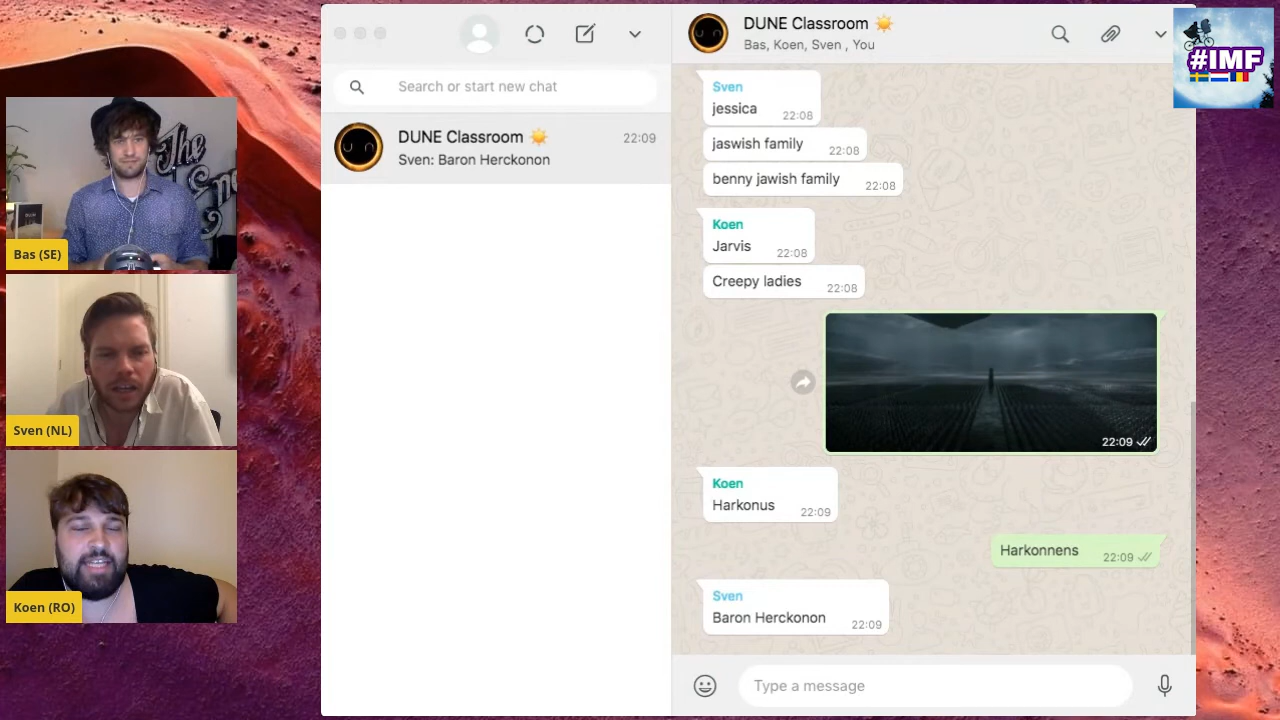 DUNE Classroom ☀️
Bas, Koen, Sven , You
#IMF
Search or start new chat
DUNE Classroom ☀️
22:09
Sven: Baron Herckonon
Bas (SE)
Sven (NL)
Koen (RO)
Sven
jessica
22:08
jaswish family
22:08
benny jawish family
22:08
Koen
Jarvis
22:08
Creepy ladies
22:08
22:09
Koen
Harkonus
22:09
Harkonnens
22:09
Sven
Baron Herckonon
22:09
Type a message